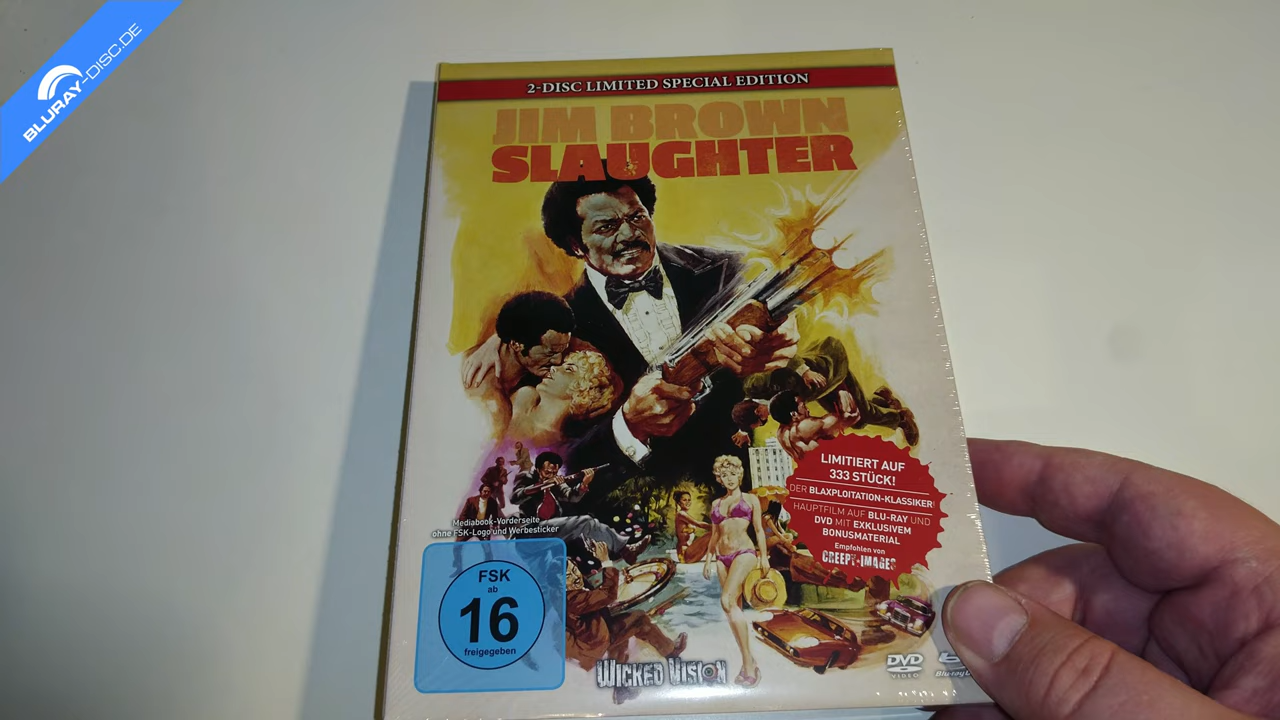 BLURAY-DISC.DE
2-DISC LIMITED SPECIAL EDITION
JIM BROWN
SLAUGHTER
LIMITIERT AUF
333 STÜCK!
DER BLAXPLOITATION-KLASSIKER!
HAUPTFILM AUF BLU-RAY UND
DVD MIT EXKLUSIVEM
BONUSMATERIAL
Empfohlen von
CREEPY-IMAGES
Mediabook-Vorderseite
ohne FSK-Logo und Werbesticker
FSK
ab
16
freigegeben
WICKED VISION
DVD
VIDEO